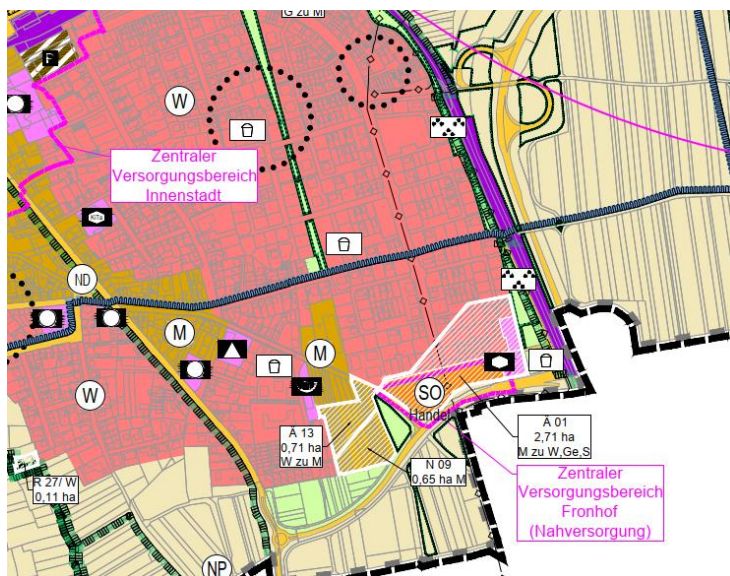 G zu M
P
W
Zentraler
Versorgungsbereich
Innenstadt
KiTa
ND
M
M
W
SO
Handel
Ä 13
0,71 ha
W zu M
Ä 01
2,71 ha
M zu W,Ge,S
N 09
0,65 ha M
R 27/ W
0,11 ha
Zentraler
Versorgungsbereich
Fronhof
(Nahversorgung)
NP